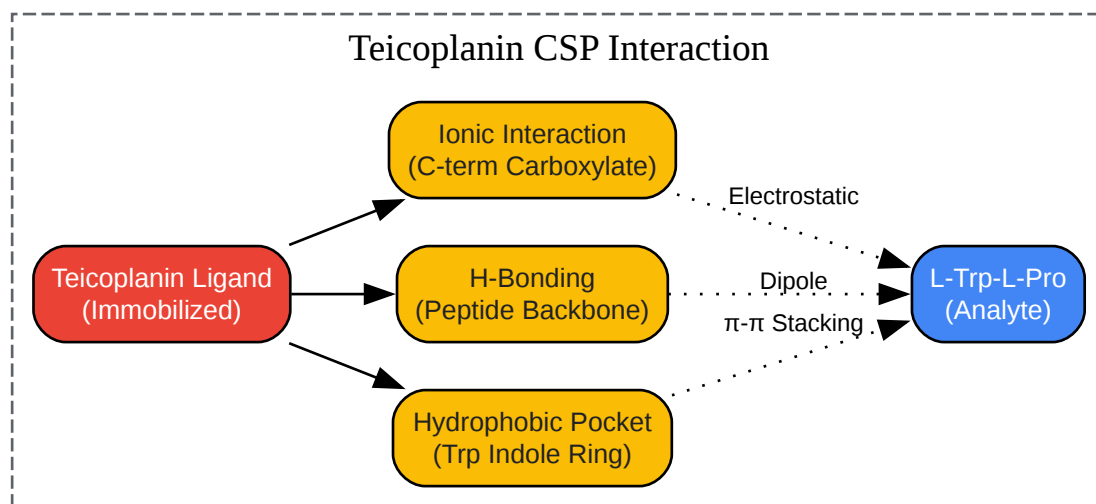 Teicoplanin CSP Interaction
Ionic Interaction
(C-term Carboxylate)
Electrostatic
Teicoplanin Ligand
(Immobilized)
H-Bonding
(Peptide Backbone)
Dipole
L-Trp-L-Pro
(Analyte)
π-π Stacking
Hydrophobic Pocket
(Trp Indole Ring)